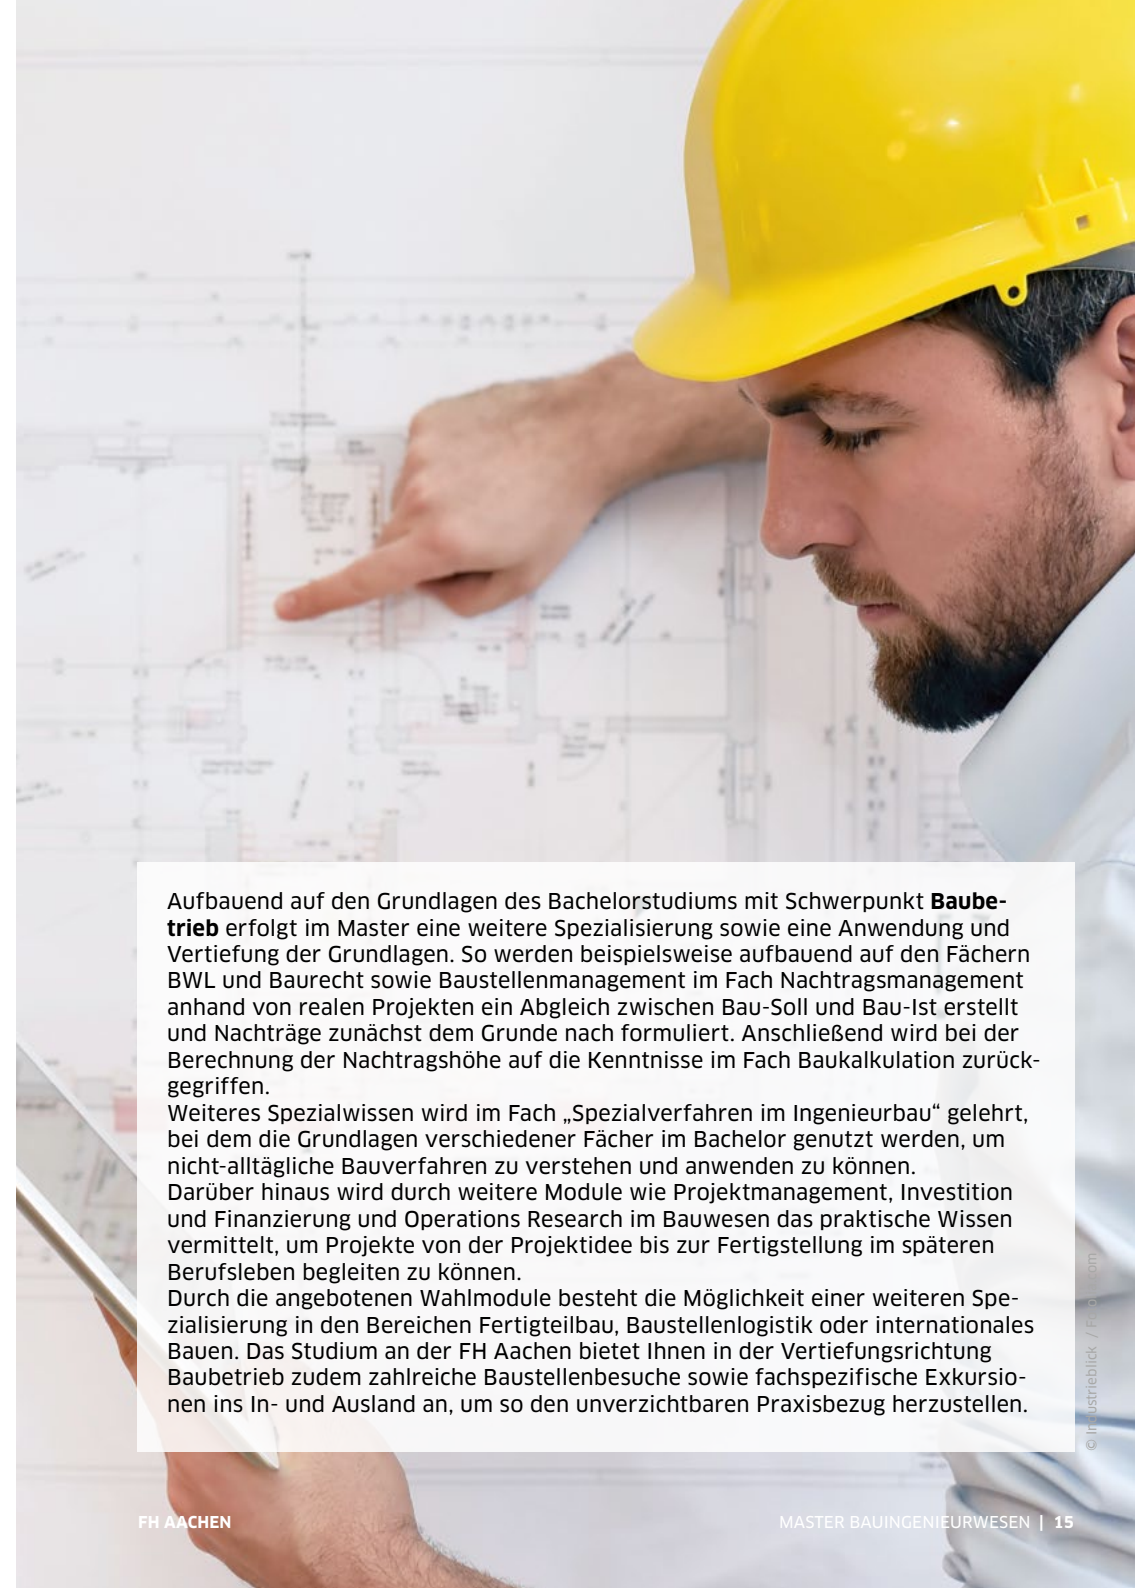 Aufbauend auf den Grundlagen des Bachelorstudiums mit Schwerpunkt Baube-
trieb erfolgt im Master eine weitere Spezialisierung sowie eine Anwendung und
Vertiefung der Grundlagen. So werden beispielsweise aufbauend auf den Fächern
BWL und Baurecht sowie Baustellenmanagement im Fach Nachtragsmanagement
anhand von realen Projekten ein Abgleich zwischen Bau-Soll und Bau-Ist erstellt
und Nachträge zunächst dem Grunde nach formuliert. Anschließend wird bei der
Berechnung der Nachtragshöhe auf die Kenntnisse im Fach Baukalkulation zurück-
gegriffen.
Weiteres Spezialwissen wird im Fach „Spezialverfahren im Ingenieurbau“ gelehrt,
bei dem die Grundlagen verschiedener Fächer im Bachelor genutzt werden, um
nicht-alltägliche Bauverfahren zu verstehen und anwenden zu können.
Darüber hinaus wird durch weitere Module wie Projektmanagement, Investition
und Finanzierung und Operations Research im Bauwesen das praktische Wissen
vermittelt, um Projekte von der Projektidee bis zur Fertigstellung im späteren
Berufsleben begleiten zu können.
Durch die angebotenen Wahlmodule besteht die Möglichkeit einer weiteren Spe-
zialisierung in den Bereichen Fertigteilbau, Baustellenlogistik oder internationales
Bauen. Das Studium an der FH Aachen bietet Ihnen in der Vertiefungsrichtung
Baubetrieb zudem zahlreiche Baustellenbesuche sowie fachspezifische Exkursio-
nen ins In- und Ausland an, um so den unverzichtbaren Praxisbezug herzustellen.
© Industrieblick /
FH AACHEN
MASTER BAUINGENIEURWESEN | 15